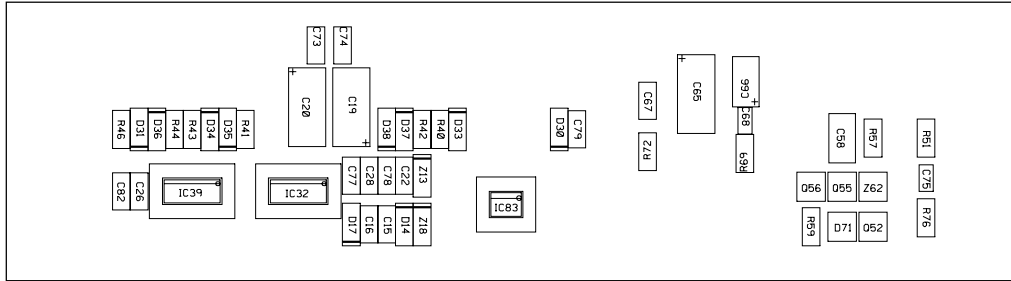 C73
C74
C20
C19
C67
C65
C66
C68
R46
D31
D36
R44
R43
D34
D35
R41
D38
D37
R42
R40
D33
D30
C79
R72
R69
C58
R57
R51
C82
C26
IC39
IC32
C77
C28
C78
C22
Z13
IC83
Q56
Q55
Z62
C75
D17
C16
C15
D14
Z18
R59
D71
Q52
R76